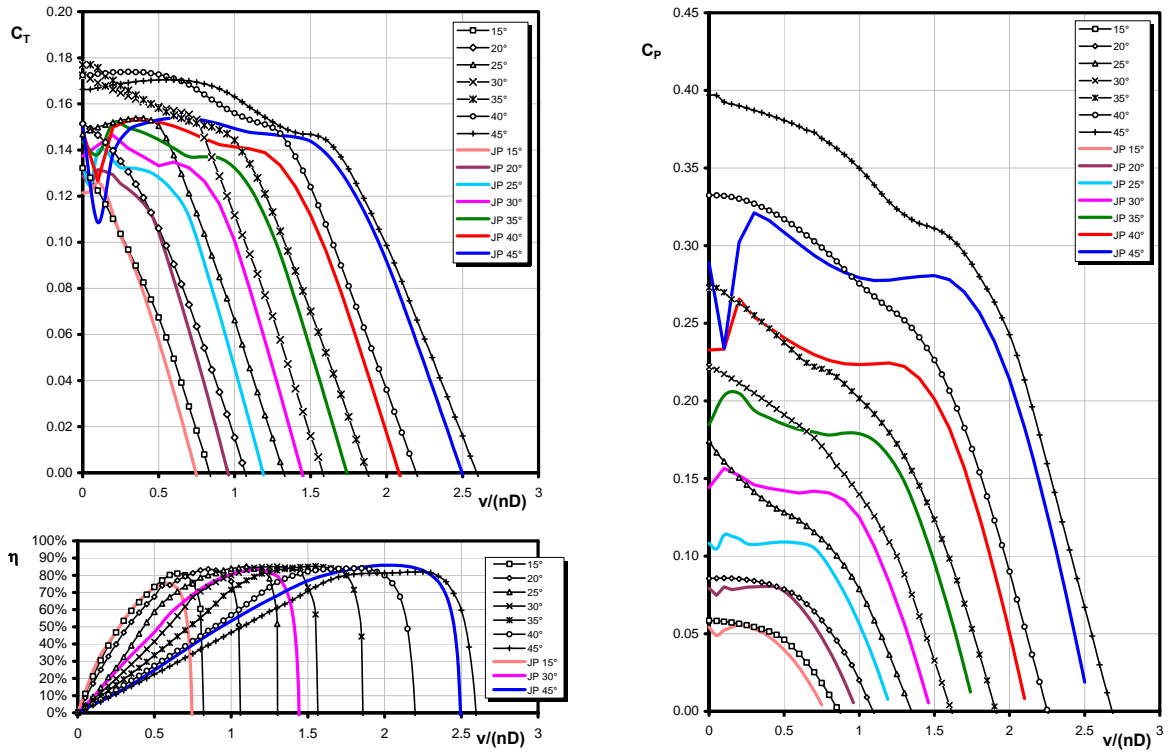 C_T
0.20
0.18
0.16
0.14
0.12
0.10
0.08
0.06
0.04
0.02
0.00
0 0.5 1 1.5 2 2.5 3
v/(nD)
15°
20°
25°
30°
35°
40°
45°
JP 15°
JP 20°
JP 25°
JP 30°
JP 35°
JP 40°
JP 45°
η
100%
90%
80%
70%
60%
50%
40%
30%
20%
10%
0%
0 0.5 1 1.5 2 2.5 3
v/(nD)
15°
20°
25°
30°
35°
40°
45°
JP 15°
JP 30°
JP 45°
C_P
0.45
0.40
0.35
0.30
0.25
0.20
0.15
0.10
0.05
0.00
0 0.5 1 1.5 2 2.5 3
v/(nD)
15°
20°
25°
30°
35°
40°
45°
JP 15°
JP 20°
JP 25°
JP 30°
JP 35°
JP 40°
JP 45°